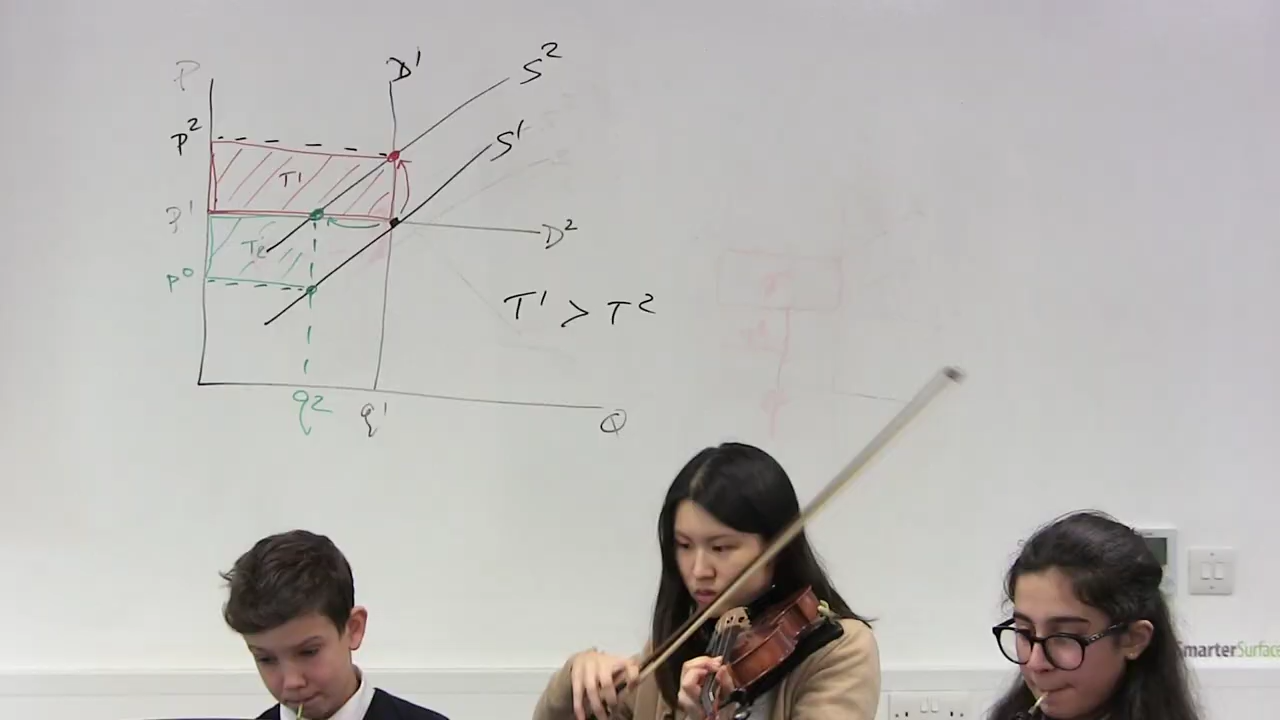 P
D¹
S²
P²
S¹
T¹
P¹
T2
D²
P⁰
T¹ > T²
q2
q¹
Q
SmarterSurface